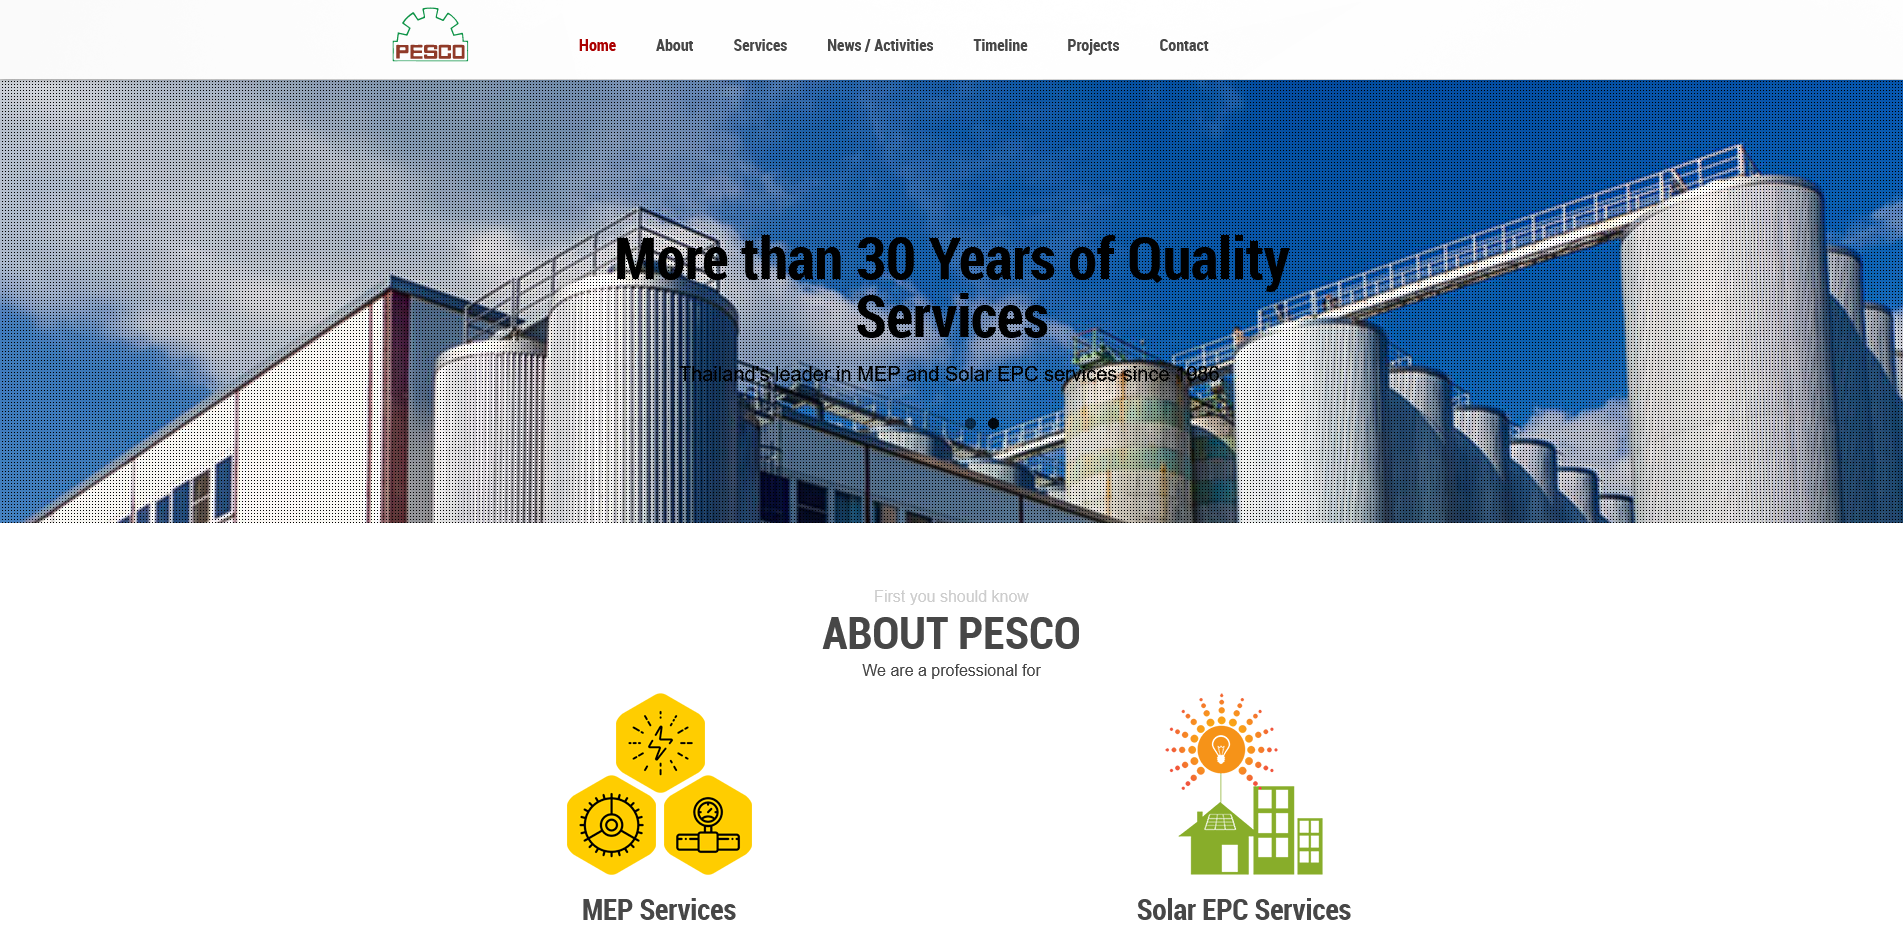 PESCO
Home
About
Services
News / Activities
Timeline
Projects
Contact
More than 30 Years of Quality
Services
Thailand's leader in MEP and Solar EPC services since 1986
First you should know
ABOUT PESCO
We are a professional for
MEP Services
Solar EPC Services